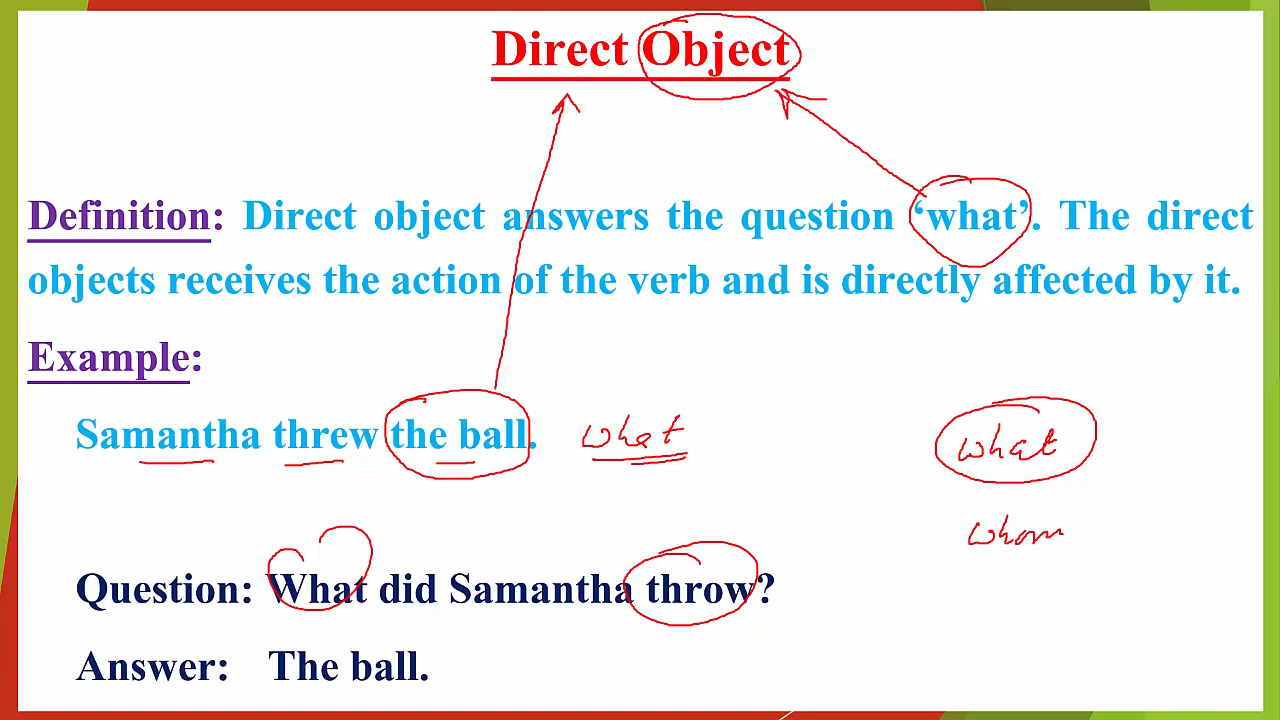 Direct Object
Definition: Direct object answers the question ‘what’. The direct
objects receives the action of the verb and is directly affected by it.
Example:
Samantha threw the ball. what what
whom
Question: What did Samantha throw?
Answer: The ball.